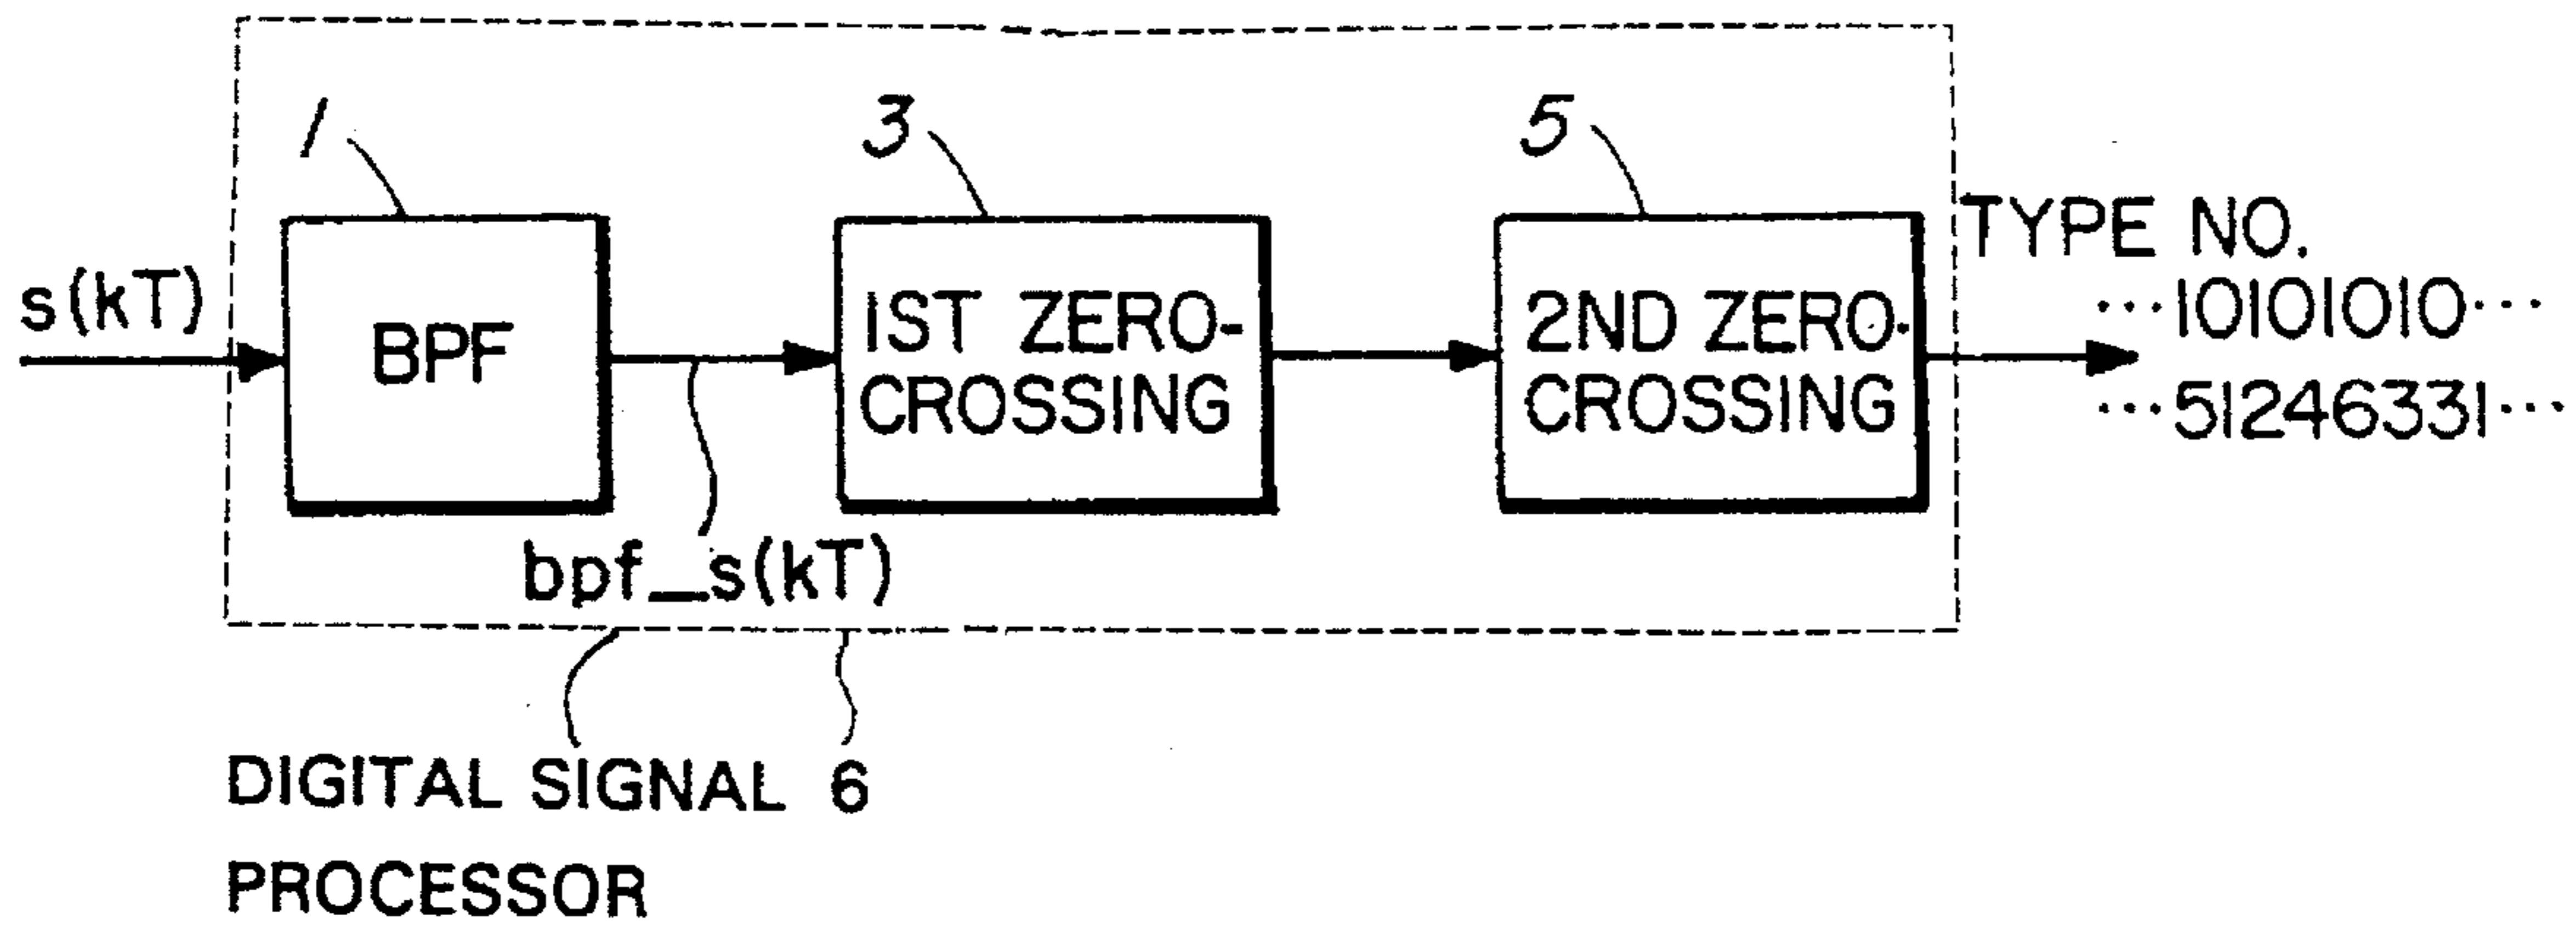 1
3
5
s(kT)
BPF
1ST ZERO-
CROSSING
2ND ZERO-
CROSSING
TYPE NO.
...10101010...
...51246331...
bpf_s(kT)
DIGITAL SIGNAL 6
PROCESSOR